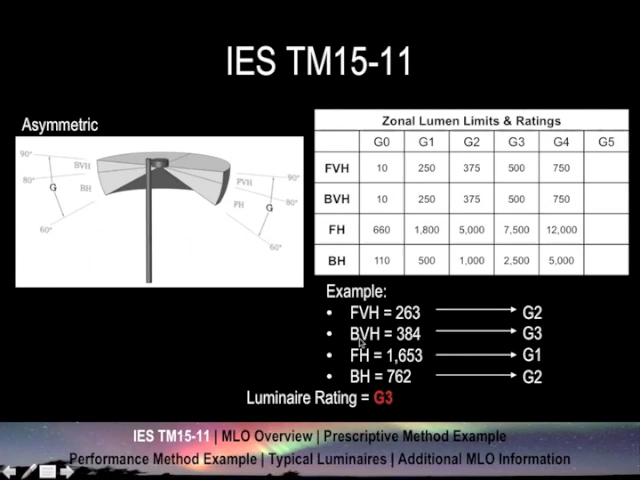 IES TM15-11
Asymmetric
90°
BVH
80°
BH
G
60°
FVH
90°
80°
G
FH
60°
Zonal Lumen Limits & Ratings
G0 G1 G2 G3 G4 G5
FVH 10 250 375 500 750
BVH 10 250 375 500 750
FH 660 1,800 5,000 7,500 12,000
BH 110 500 1,000 2,500 5,000
Example:
• FVH = 263 G2
• BVH = 384 G3
• FH = 1,653 G1
• BH = 762 G2
Luminaire Rating = G3
IES TM15-11 | MLO Overview | Prescriptive Method Example
Performance Method Example | Typical Luminaires | Additional MLO Information